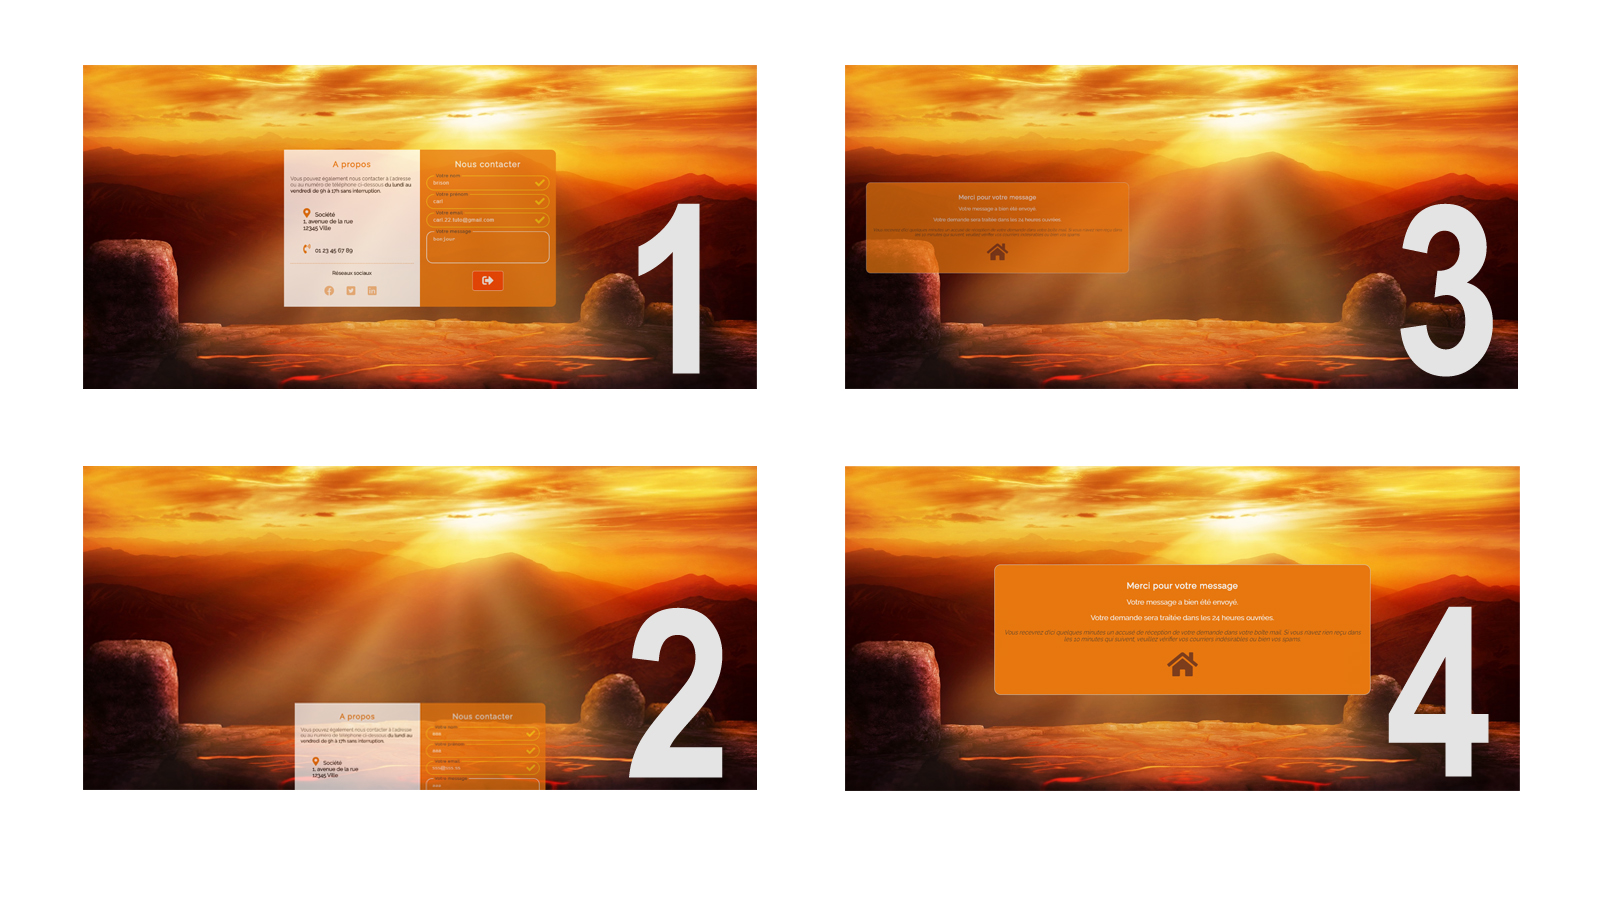 A propos
Vous pouvez également nous contacter à l'adresse
ou au numéro de téléphone ci-dessous du lundi au
vendredi de 9h à 17h sans interruption.
Société
1, avenue de la rue
12345 Ville
01 23 45 67 89
Réseaux sociaux
Nous contacter
Votre nom
broun
Votre prénom
carl
Votre email
carl.22.tuto@gmail.com
Votre message
bonjour
1
A propos
Vous pouvez également nous contacter à l'adresse
ou au numéro de téléphone ci-dessous du lundi au
vendredi de 9h à 17h sans interruption.
Société
1, avenue de la rue
12345 Ville
Nous contacter
Votre nom
Votre prénom
Votre email
Votre message
2
Merci pour votre message
Votre message a bien été envoyé.
Votre demande sera traitée dans les 24 heures ouvrées.
3
Merci pour votre message
Votre message a bien été envoyé.
Votre demande sera traitée dans les 24 heures ouvrées.
Vous recevrez d'ici quelques minutes un accusé de réception de votre demande dans votre boite mail. Si vous n'avez rien reçu dans
les 10 minutes qui suivent, veuillez vérifier vos courriers indésirables ou bien vos spams.
4